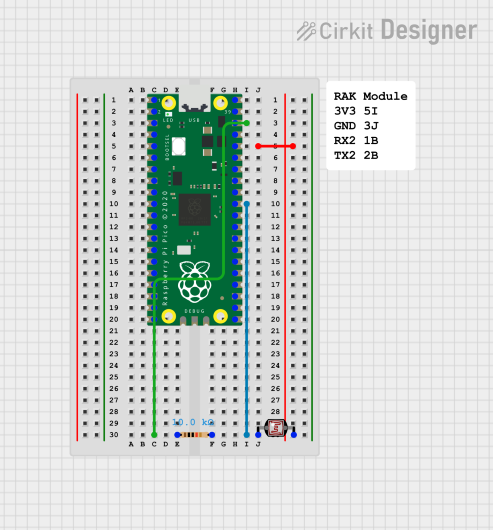 Cirkit Designer
RAK Module
3V3 5I
GND 3J
RX2 1B
TX2 2B
A B C D E F G H I J
1 1
2 2
3 3
4 4
5 5
6 6
7 7
8 8
9 9
10 10
11 11
12 12
13 13
14 14
15 15
16 16
17 17
18 18
19 19
20 20
21 21
22 22
23 23
24 24
25 25
26 26
27 27
28 28
29
30
A B C D E F G H I J
LED USB
BOOTSEL
Raspberry Pi Pico © 2020
DEBUG
10.0 kΩ